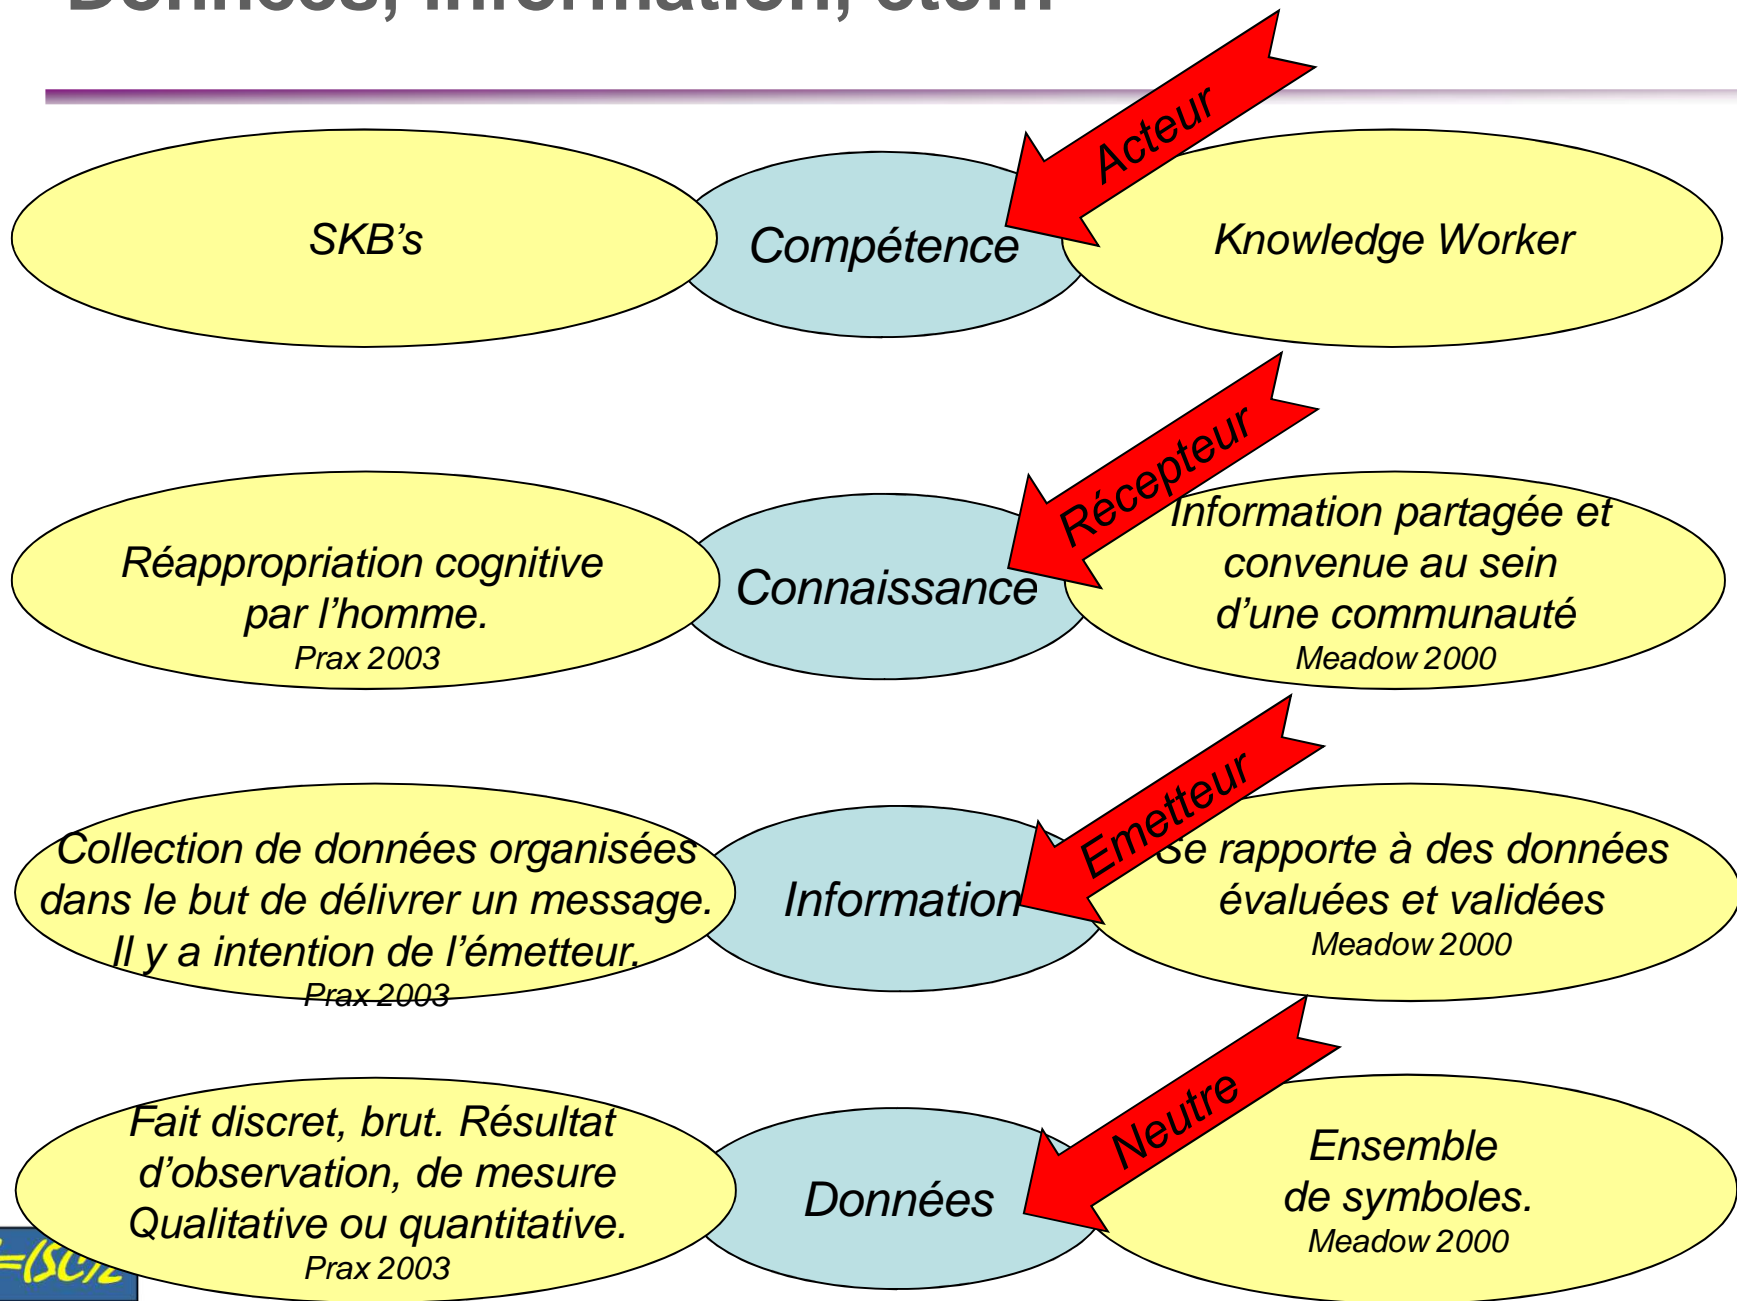 Données, information, etc...
Acteur
SKB's
Compétence
Knowledge Worker
Récepteur
Réappropriation cognitive
par l'homme.
Prax 2003
Connaissance
Information partagée et
convenue au sein
d'une communauté
Meadow 2000
Emetteur
Collection de données organisées
dans le but de délivrer un message.
Il y a intention de l'émetteur.
Prax 2003
Information
Se rapporte à des données
évaluées et validées
Meadow 2000
Neutre
Fait discret, brut. Résultat
d'observation, de mesure
Qualitative ou quantitative.
Prax 2003
Données
Ensemble
de symboles.
Meadow 2000